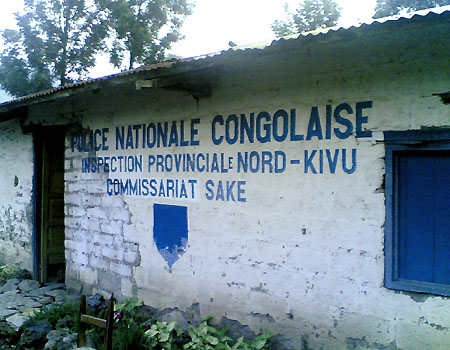 POLICE NATIONALE CONGOLAISE
INSPECTION PROVINCIALE NORD-KIVU
COMMISSARIAT SAKE